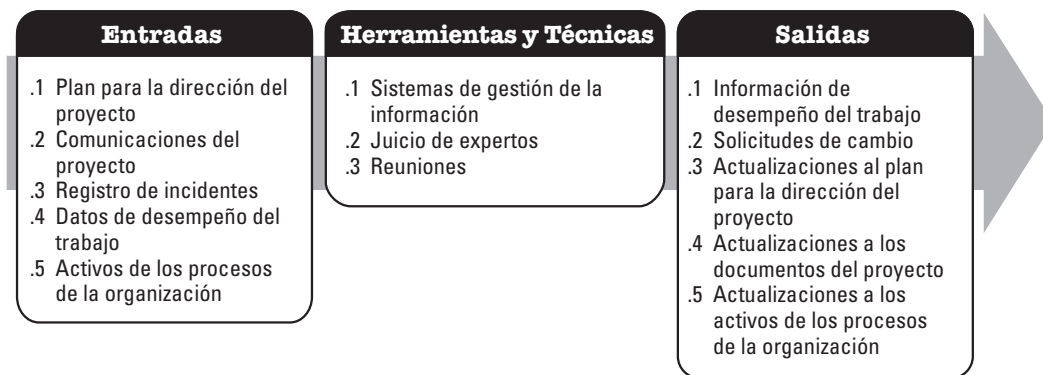 Entradas
.1 Plan para la dirección del
proyecto
.2 Comunicaciones del
proyecto
.3 Registro de incidentes
.4 Datos de desempeño del
trabajo
.5 Activos de los procesos
de la organización
Herramientas y Técnicas
.1 Sistemas de gestión de la
información
.2 Juicio de expertos
.3 Reuniones
Salidas
.1 Información de
desempeño del trabajo
.2 Solicitudes de cambio
.3 Actualizaciones al plan
para la dirección del
proyecto
.4 Actualizaciones a los
documentos del proyecto
.5 Actualizaciones a los
activos de los procesos
de la organización